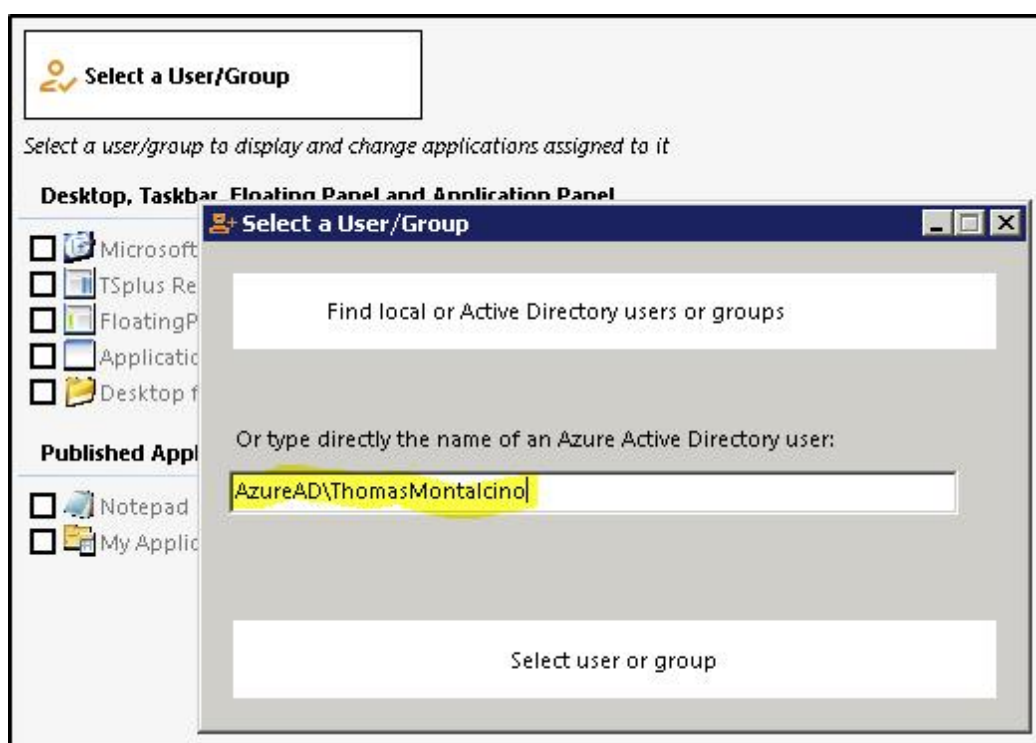 Select a User/Group
Select a user/group to display and change applications assigned to it
Desktop, Taskbar, Floating Panel and Application Panel
Select a User/Group
Microsoft
TSplus Re
Find local or Active Directory users or groups
FloatingP
Applicatio
Desktop f
Or type directly the name of an Azure Active Directory user:
Published Appl
AzureAD\ThomasMontalcino
Notepad
My Applic
Select user or group